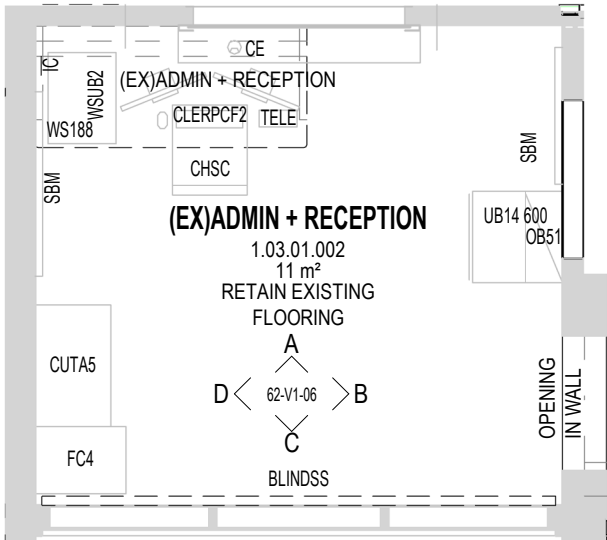 CE
IC
(EX)ADMIN + RECEPTION
WSUB2
CLERPCF2
TELE
WS188
SBM
CHSC
SBM
(EX)ADMIN + RECEPTION
UB14 600
OB51
1.03.01.002
11 m²
RETAIN EXISTING
FLOORING
A
CUTA5
D
62-V1-06
B
OPENING
IN WALL
C
FC4
BLINDSS